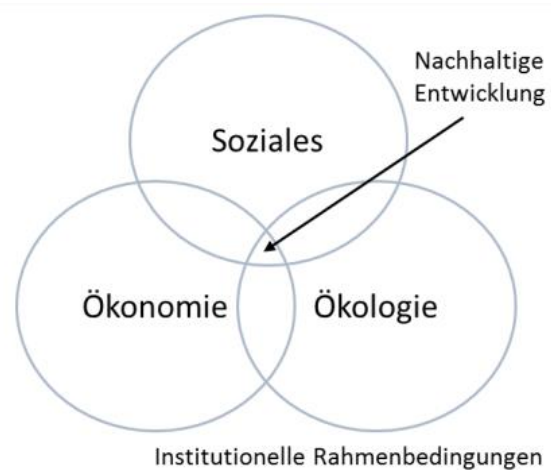 Nachhaltige
Entwicklung
Soziales
Ökonomie
Ökologie
Institutionelle Rahmenbedingungen